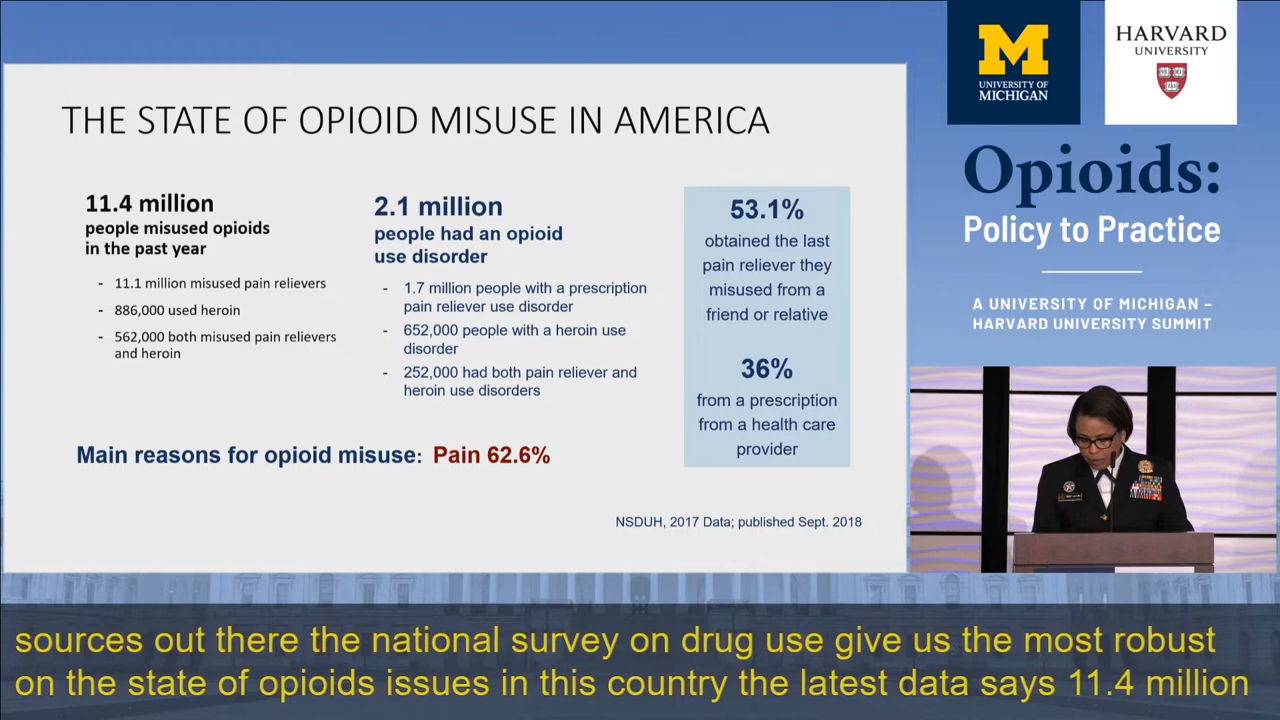 THE STATE OF OPIOID MISUSE IN AMERICA
11.4 million
people misused opioids
in the past year
- 11.1 million misused pain relievers
- 886,000 used heroin
- 562,000 both misused pain relievers
and heroin
2.1 million
people had an opioid
use disorder
- 1.7 million people with a prescription
pain reliever use disorder
- 652,000 people with a heroin use
disorder
- 252,000 had both pain reliever and
heroin use disorders
53.1%
obtained the last
pain reliever they
misused from a
friend or relative
36%
from a prescription
from a health care
provider
Main reasons for opioid misuse: Pain 62.6%
NSDUH, 2017 Data; published Sept. 2018
M
UNIVERSITY OF
MICHIGAN
HARVARD
UNIVERSITY
Opioids:
Policy to Practice
A UNIVERSITY OF MICHIGAN –
HARVARD UNIVERSITY SUMMIT
sources out there the national survey on drug use give us the most robust
on the state of opioids issues in this country the latest data says 11.4 million